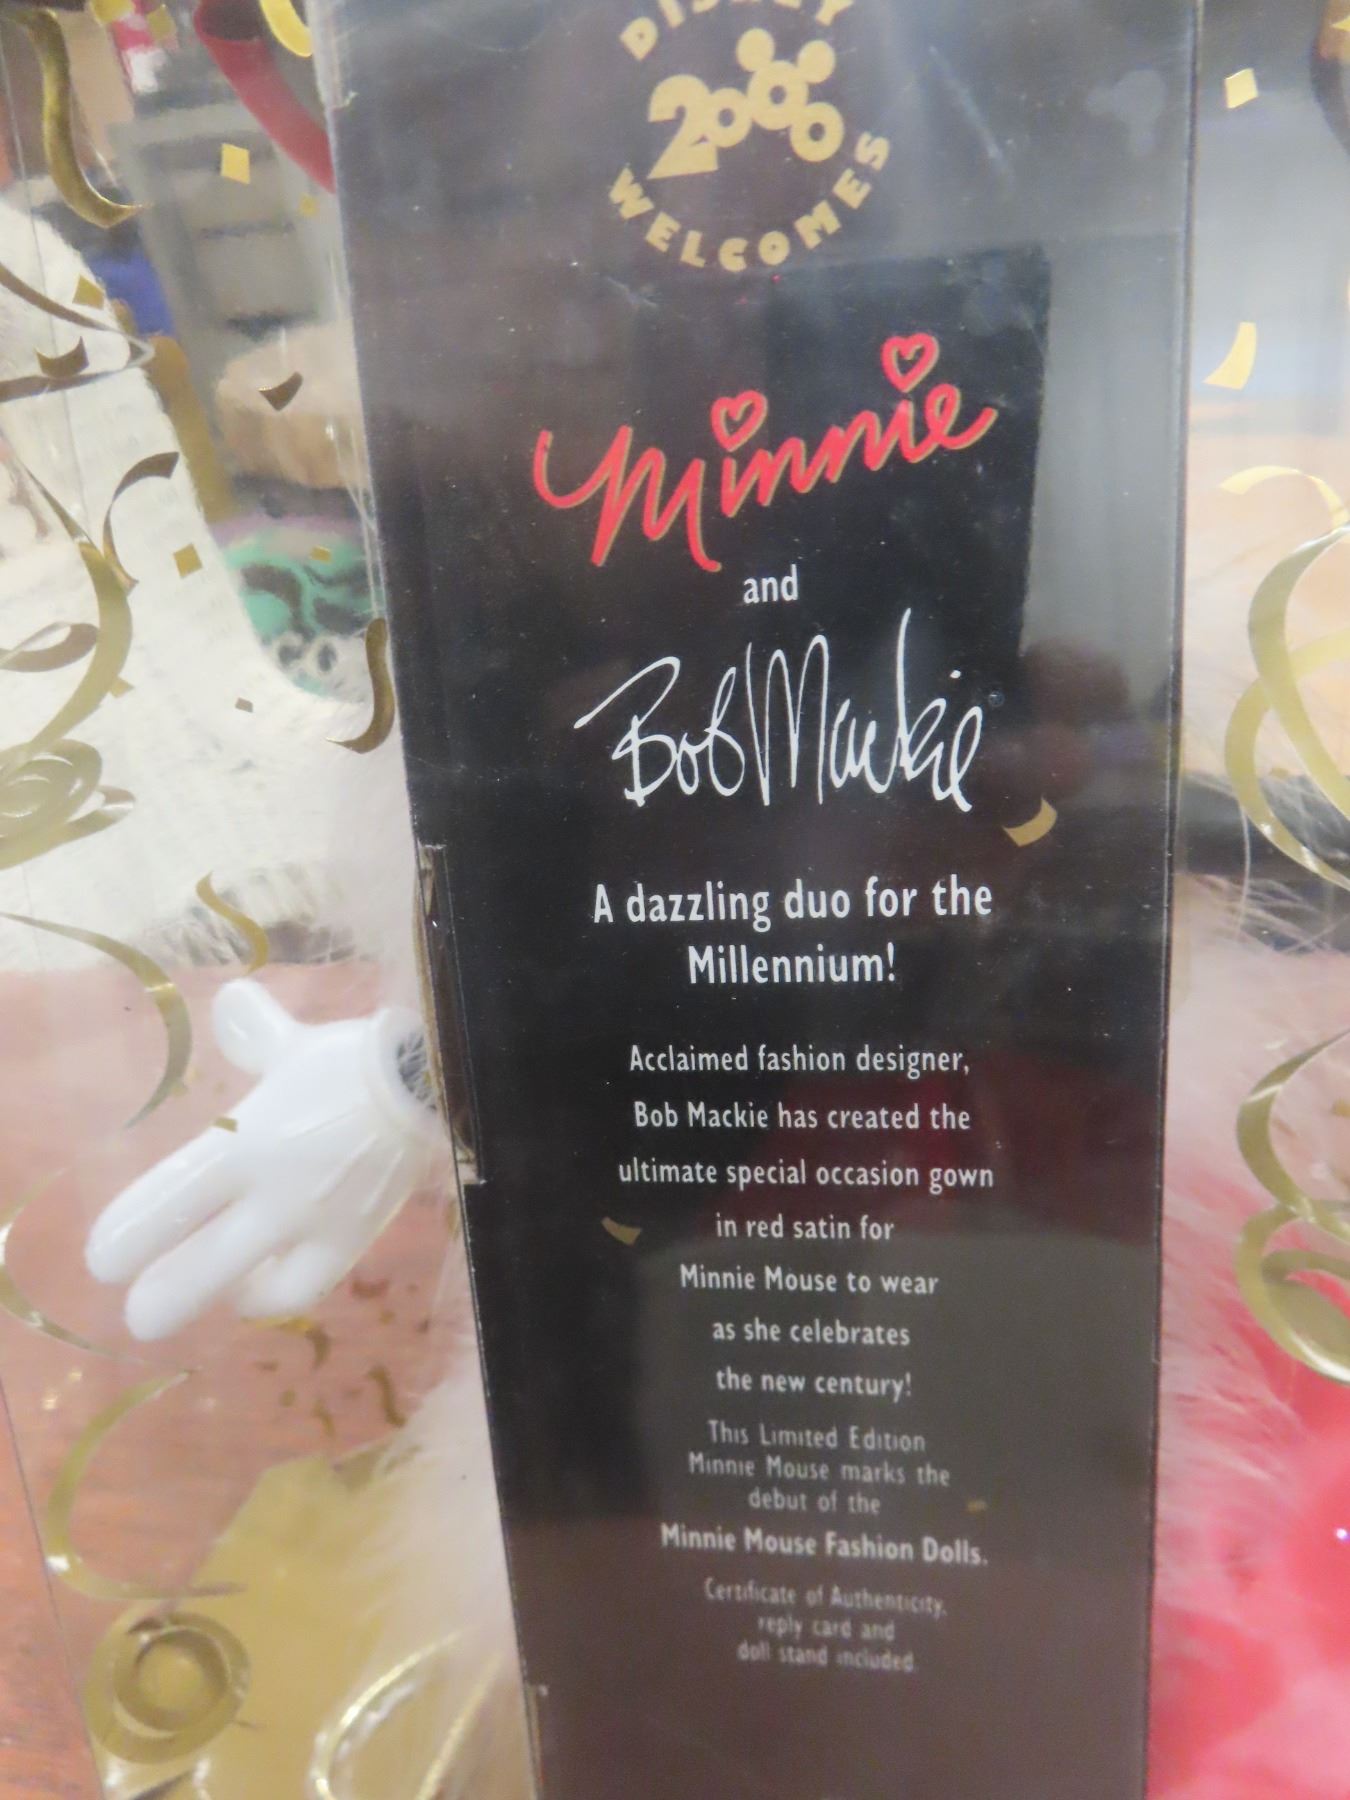 DISNEY
2000
WELCOMES
Minnie
and
Bob Mackie®
A dazzling duo for the
Millennium!
Acclaimed fashion designer,
Bob Mackie has created the
ultimate special occasion gown
in red satin for
Minnie Mouse to wear
as she celebrates
the new century!
This Limited Edition
Minnie Mouse marks the
debut of the
Minnie Mouse Fashion Dolls.
Certificate of Authenticity,
reply card and
doll stand included.